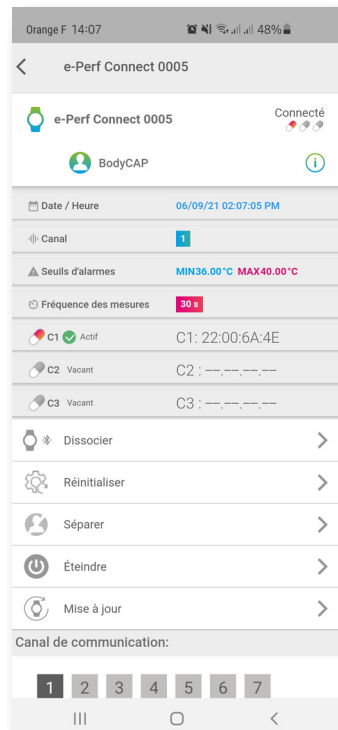 Orange F 14:07 48%
e-Perf Connect 0005
e-Perf Connect 0005 Connecté
BodyCAP
Date / Heure 06/09/21 02:07:05 PM
Canal 1
Seuils d'alarmes MIN36.00°C MAX40.00°C
Fréquence des mesures 30 s
C1 Actif C1: 22:00:6A:4E
C2 Vacant C2 : --.--.--.--
C3 Vacant C3 : --.--.--.--
Dissocier
Réinitialiser
Séparer
Éteindre
Mise à jour
Canal de communication:
1 2 3 4 5 6 7